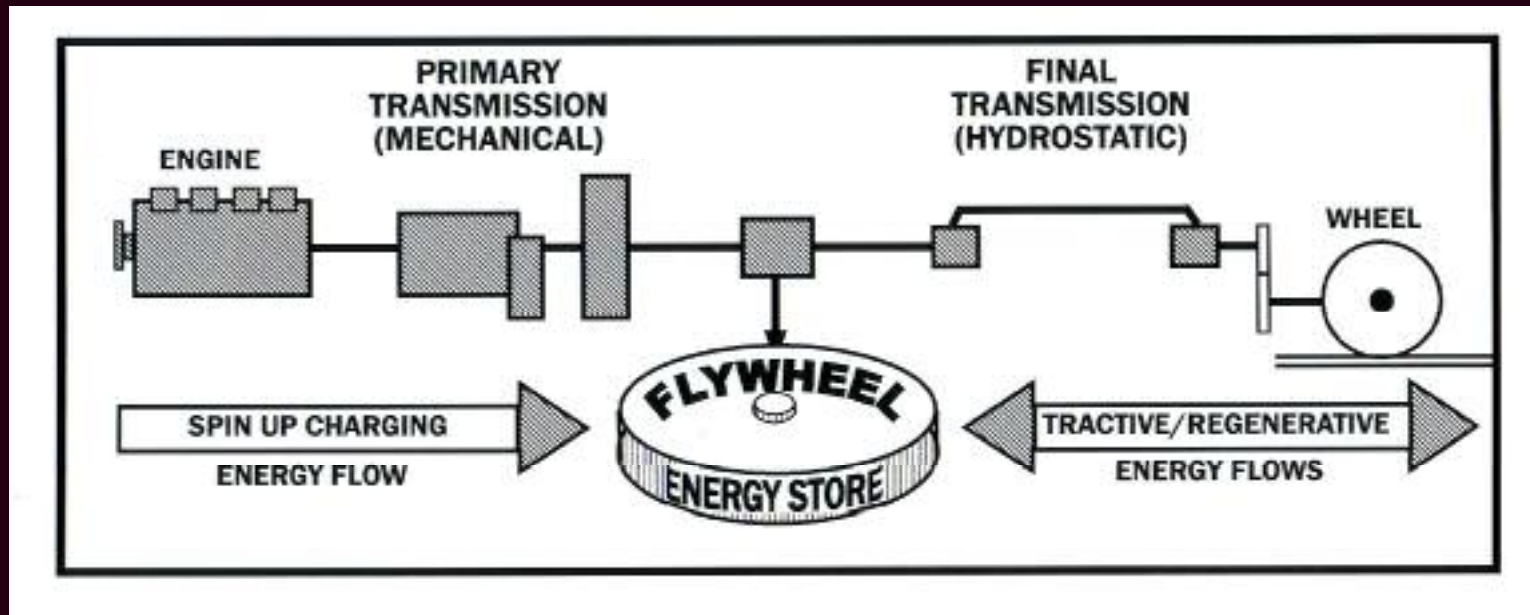 PRIMARY
TRANSMISSION
(MECHANICAL)
FINAL
TRANSMISSION
(HYDROSTATIC)
ENGINE
WHEEL
FLYWHEEL
ENERGY STORE
SPIN UP CHARGING
ENERGY FLOW
TRACTIVE/REGENERATIVE
ENERGY FLOWS